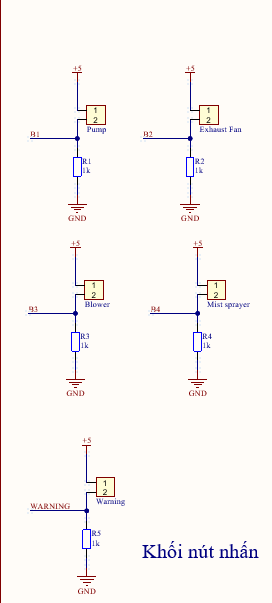 +5
+5
1
2
1
2
Pump
Exhaust Fan
B1
B2
R1
1k
R2
1k
GND
GND
+5
+5
1
2
1
2
Blower
Mist sprayer
B3
B4
R3
1k
R4
1k
GND
GND
+5
1
2
Warning
WARNING
R5
1k
Khối nút nhấn
GND